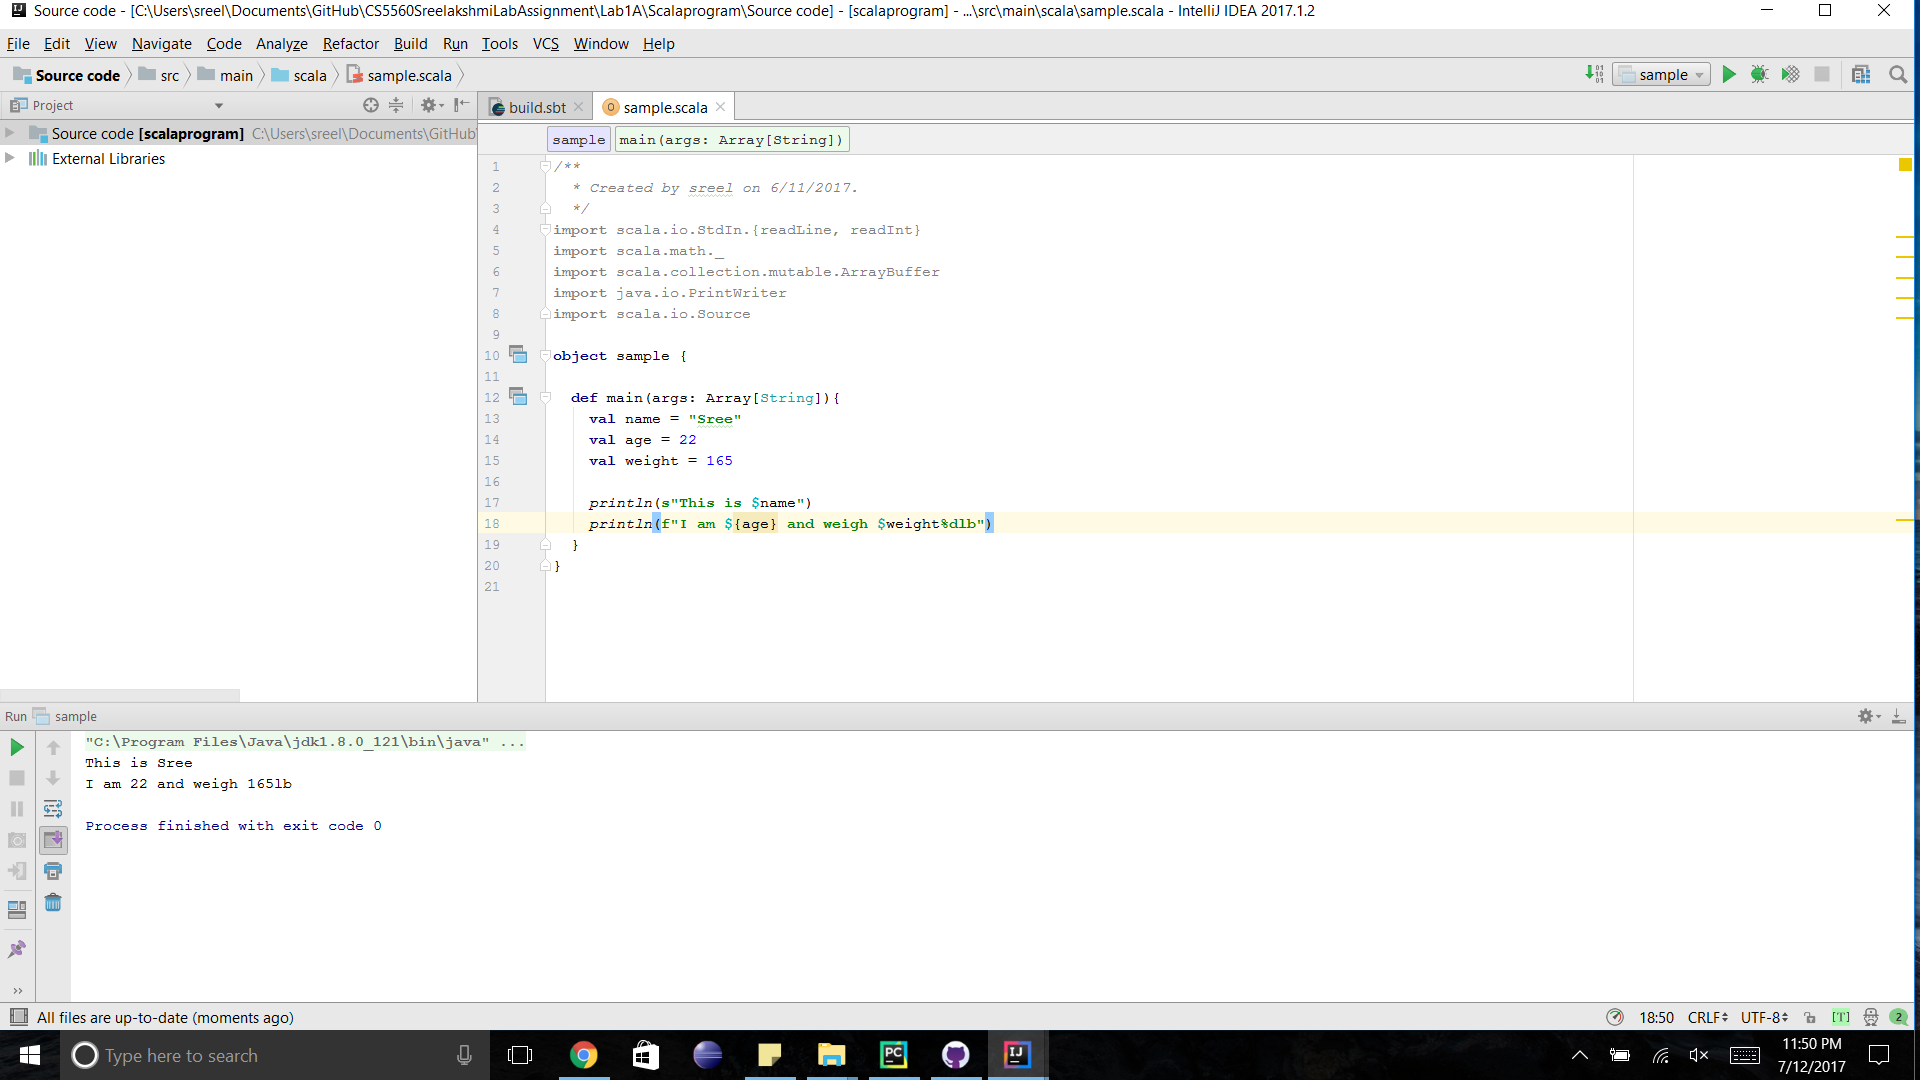 Source code - [C:\Users\sreel\Documents\GitHub\CS5560SreelakshmiLabAssignment\Lab1A\Scalaprogram\Source code] - [scalaprogram] - ...\src\main\scala\sample.scala - IntelliJ IDEA 2017.1.2
File Edit View Navigate Code Analyze Refactor Build Run Tools VCS Window Help
Source code src main scala sample.scala
sample
Project
build.sbt sample.scala
Source code [scalaprogram] C:\Users\sreel\Documents\GitHub\
External Libraries
sample main(args: Array[String])
1 /**
2 * Created by sreel on 6/11/2017.
3 */
4 import scala.io.StdIn.{readLine, readInt}
5 import scala.math._
6 import scala.collection.mutable.ArrayBuffer
7 import java.io.PrintWriter
8 import scala.io.Source
9
10 object sample {
11
12 def main(args: Array[String]){
13 val name = "Sree"
14 val age = 22
15 val weight = 165
16
17 println(s"This is $name")
18 println(f"I am ${age} and weigh $weight%dlb")
19 }
20 }
21
Run sample
"C:\Program Files\Java\jdk1.8.0_121\bin\java" ...
This is Sree
I am 22 and weigh 165lb
Process finished with exit code 0
All files are up-to-date (moments ago)
18:50 CRLF UTF-8 [T] 2
Type here to search
PC
IJ
11:50 PM
7/12/2017